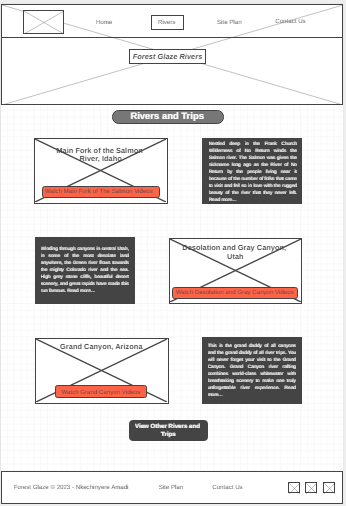 Home Rivers Site Plan Contact Us
Forest Glaze Rivers
Rivers and Trips
Main Fork of the Salmon
River, Idaho
Watch Main Fork of The Salmon Videos
Nestled deep in the Frank Church
Wilderness of No Return winds the
Salmon river. The Salmon was given the
nickname long ago as the River of No
Return by the people living near it
because of the number of folks that came
to visit and fell so in love with the rugged
beauty of the river that they never left.
Read more...
Winding through canyons in central Utah,
in some of the most desolate land
anywhere, the Green river flows towards
the mighty Colorado river and the sea.
High grey stone cliffs, beautiful desert
scenery, and great rapids have made this
run famous. Read more...
Desolation and Gray Canyon,
Utah
Watch Desolation and Gray Canyon Videos
Grand Canyon, Arizona
Watch Grand Canyon Videos
This is the grand daddy of all canyons
and the grand daddy of all river trips. You
will never forget your visit to the Grand
Canyon. Grand Canyon river rafting
combines world-class whitewater with
breathtaking scenery to make one truly
unforgettable river experience. Read
more...
View Other Rivers and
Trips
Forest Glaze © 2023 - Nkechinyere Amadi Site Plan Contact Us